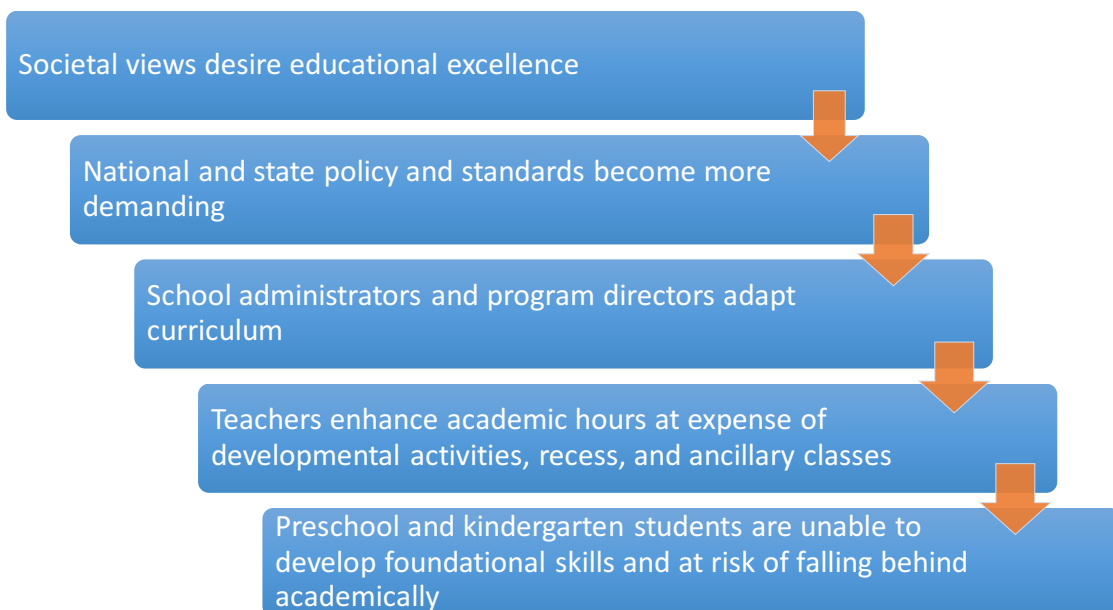 Societal views desire educational excellence
National and state policy and standards become more
demanding
School administrators and program directors adapt
curriculum
Teachers enhance academic hours at expense of
developmental activities, recess, and ancillary classes
Preschool and kindergarten students are unable to
develop foundational skills and at risk of falling behind
academically